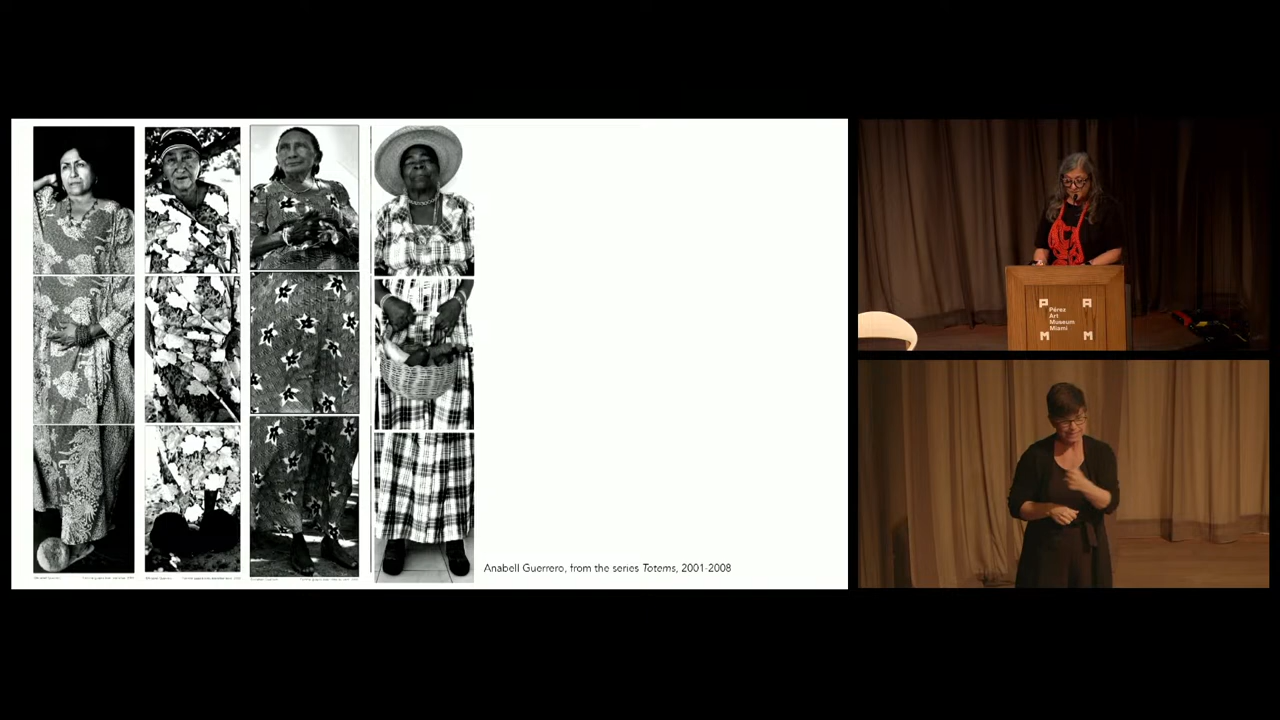 Anabell Guerrero, from the series Totems, 2001-2008
P A
Pérez
Art
Museum
Miami
M M